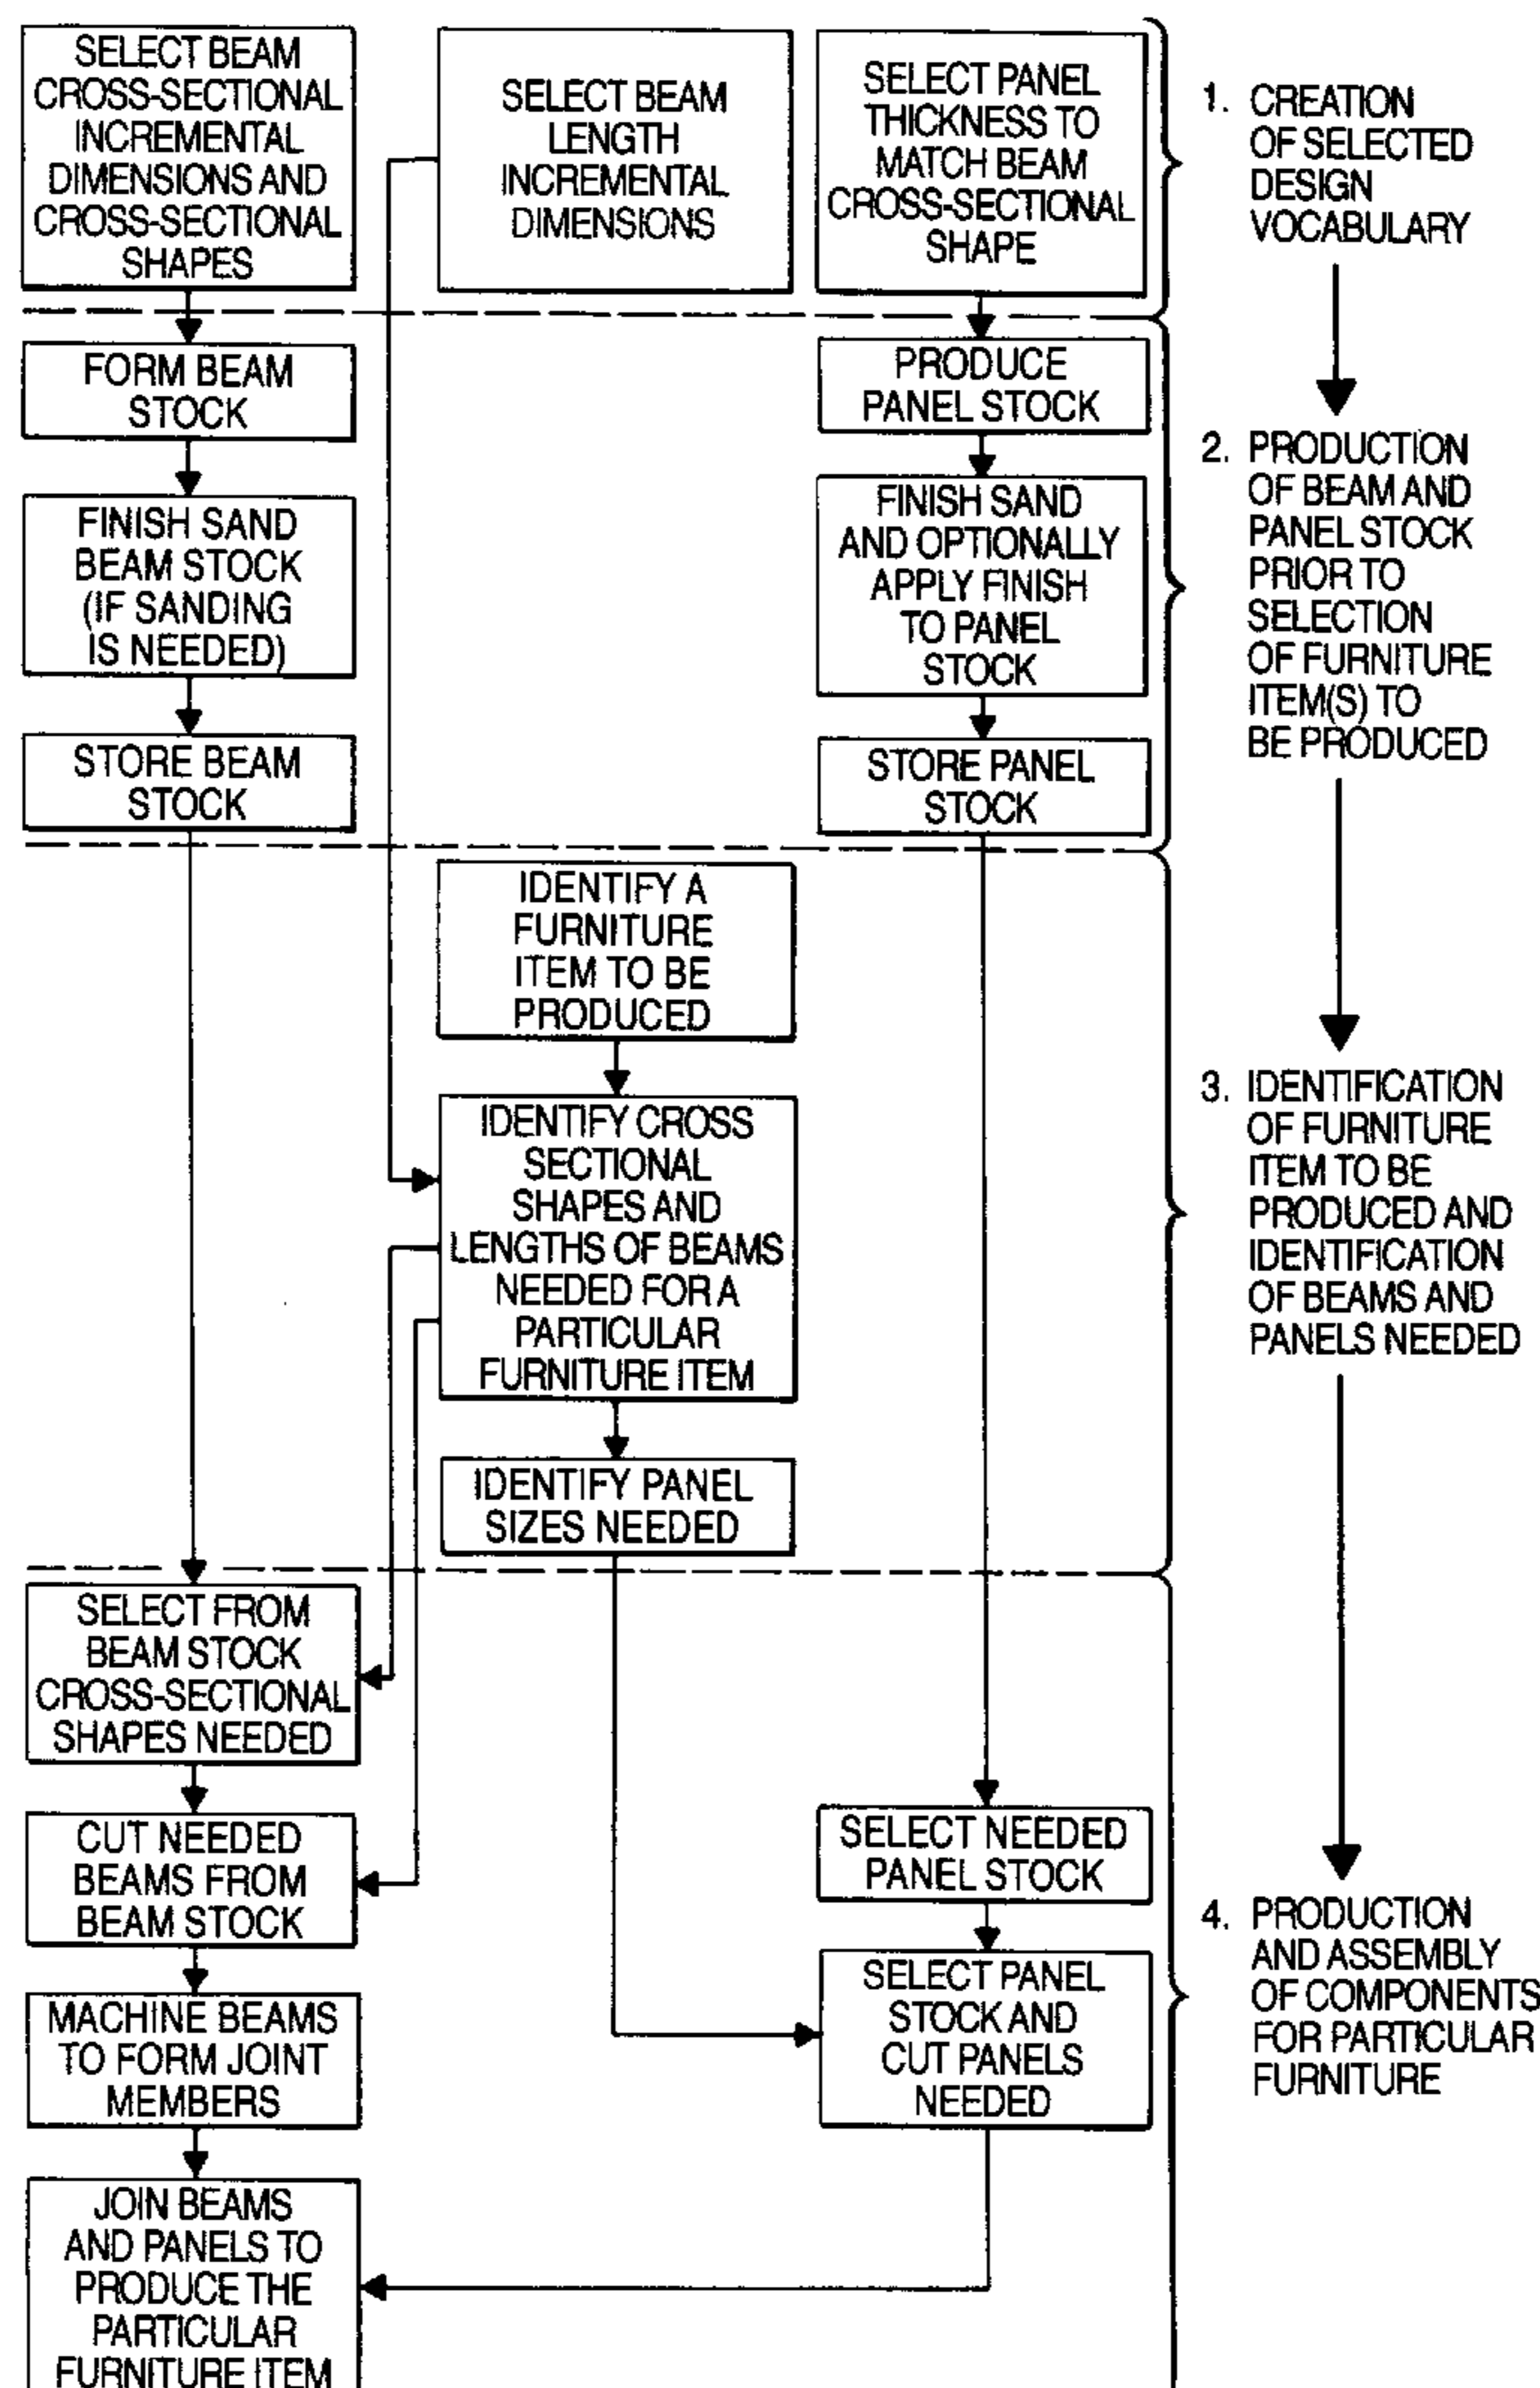 SELECT BEAM
CROSS-SECTIONAL
INCREMENTAL
DIMENSIONS AND
CROSS-SECTIONAL
SHAPES
SELECT BEAM
LENGTH
INCREMENTAL
DIMENSIONS
SELECT PANEL
THICKNESS TO
MATCH BEAM
CROSS-SECTIONAL
SHAPE
1. CREATION
OF SELECTED
DESIGN
VOCABULARY
FORM BEAM
STOCK
PRODUCE
PANEL STOCK
FINISH SAND
BEAM STOCK
(IF SANDING
IS NEEDED)
FINISH SAND
AND OPTIONALLY
APPLY FINISH
TO PANEL
STOCK
STORE BEAM
STOCK
STORE PANEL
STOCK
2. PRODUCTION
OF BEAM AND
PANEL STOCK
PRIOR TO
SELECTION
OF FURNITURE
ITEM(S) TO
BE PRODUCED
IDENTIFY A
FURNITURE
ITEM TO BE
PRODUCED
IDENTIFY CROSS
SECTIONAL
SHAPES AND
LENGTHS OF BEAMS
NEEDED FOR A
PARTICULAR
FURNITURE ITEM
IDENTIFY PANEL
SIZES NEEDED
3. IDENTIFICATION
OF FURNITURE
ITEM TO BE
PRODUCED AND
IDENTIFICATION
OF BEAMS AND
PANELS NEEDED
SELECT FROM
BEAM STOCK
CROSS-SECTIONAL
SHAPES NEEDED
CUT NEEDED
BEAMS FROM
BEAM STOCK
SELECT NEEDED
PANEL STOCK
MACHINE BEAMS
TO FORM JOINT
MEMBERS
SELECT PANEL
STOCK AND
CUT PANELS
NEEDED
JOIN BEAMS
AND PANELS TO
PRODUCE THE
PARTICULAR
FURNITURE ITEM
4. PRODUCTION
AND ASSEMBLY
OF COMPONENTS
FOR PARTICULAR
FURNITURE